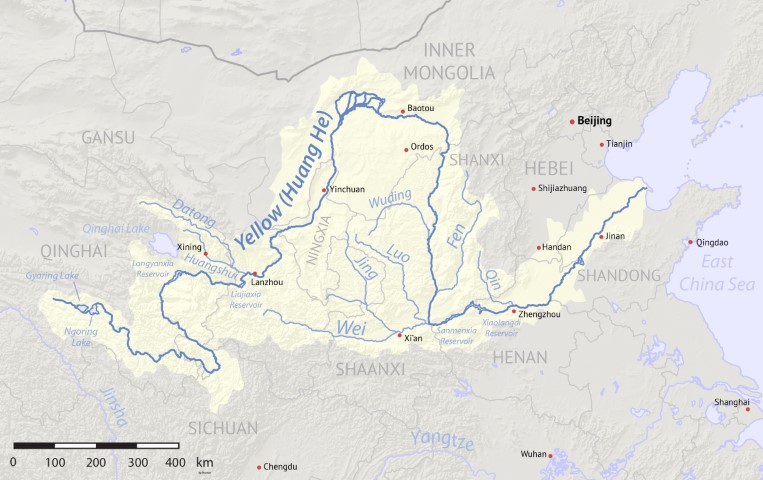 INNER
MONGOLIA
Baotou
Beijing
GANSU
Yellow (Huang He)
Tianjin
Ordos
SHANXI
HEBEI
Yinchuan
Shijiazhuang
Datong
Wuding
Qinghai Lake
NINGXIA
Fen
Jinan
Qingdao
QINGHAI
Xining
Handan
Luo
Huangshui
East
China Sea
Longyanxia
Reservoir
Jing
Gyaring Lake
Lanzhou
Qin
SHANDONG
Liujiaxia
Reservoir
Zhengzhou
Ngoring
Lake
Wei
Xi'an
Sanmenxia
Reservoir
Xiaolangdi
Reservoir
HENAN
SHAANXI
Jinsha
Shanghai
SICHUAN
Yangtze
Wuhan
0 100 200 300 400 km
Chengdu